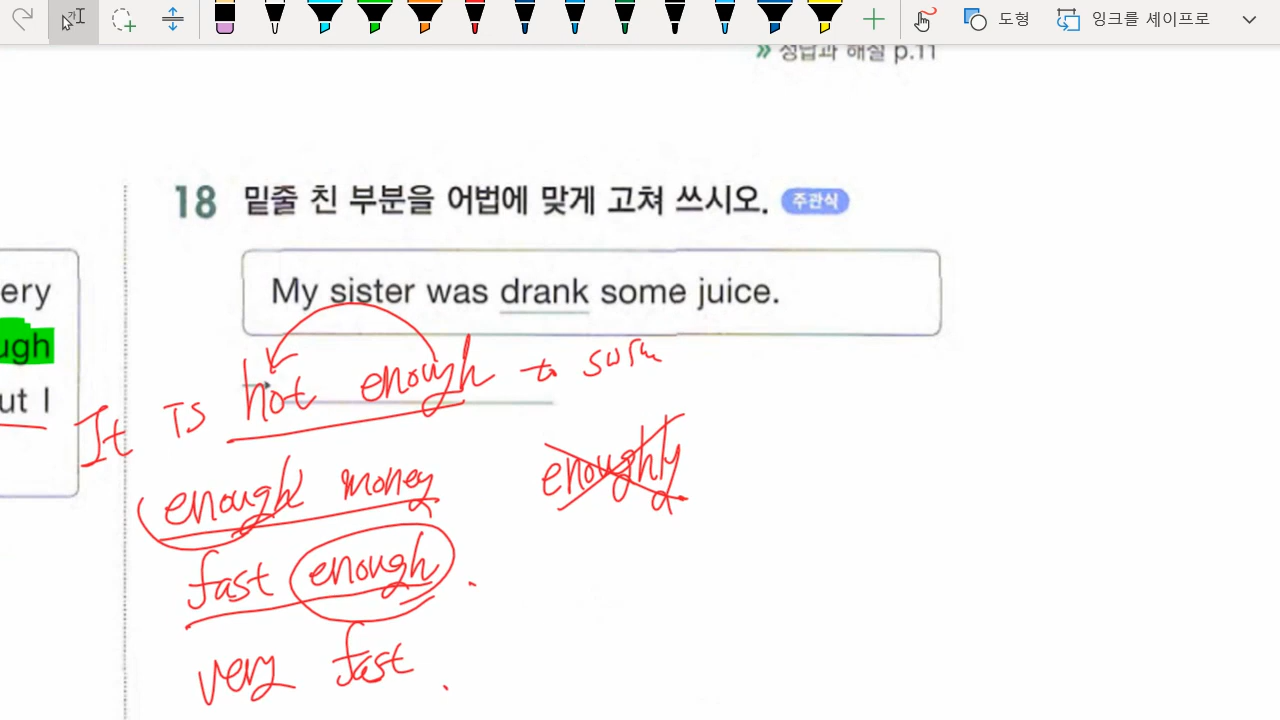 도형
잉크를 셰이프로
정답과 해설 p.11
18 밑줄 친 부분을 어법에 맞게 고쳐 쓰시오. 주관식
ery
My sister was drank some juice.
ugh
ut I
It is hot enough to
enough money
enoughly
fast enough.
very fast.